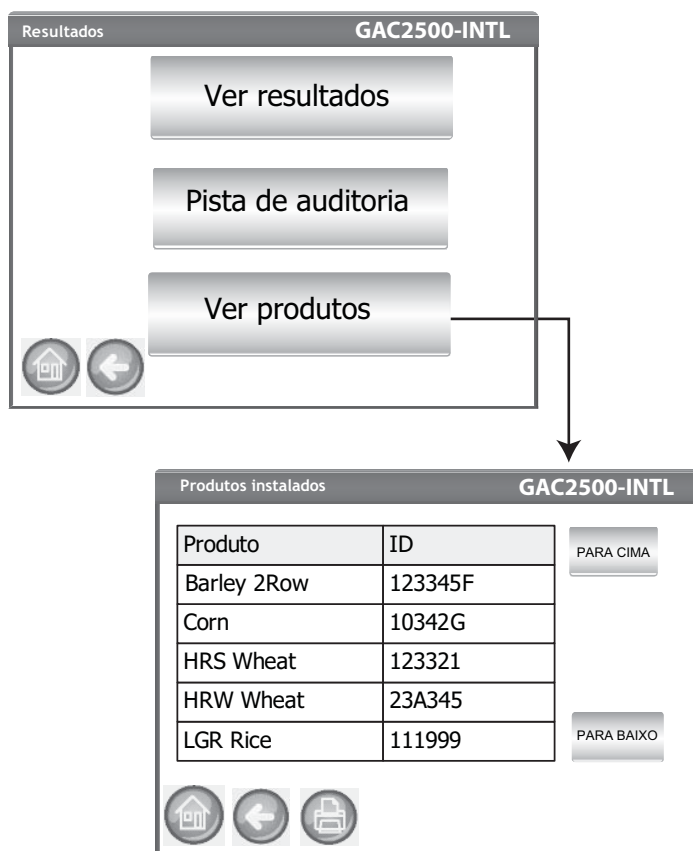 Resultados GAC2500-INTL
Ver resultados
Pista de auditoria
Ver produtos
Produtos instalados GAC2500-INTL
Produto ID PARA CIMA
Barley 2Row 123345F
Corn 10342G
HRS Wheat 123321
HRW Wheat 23A345
LGR Rice 111999 PARA BAIXO